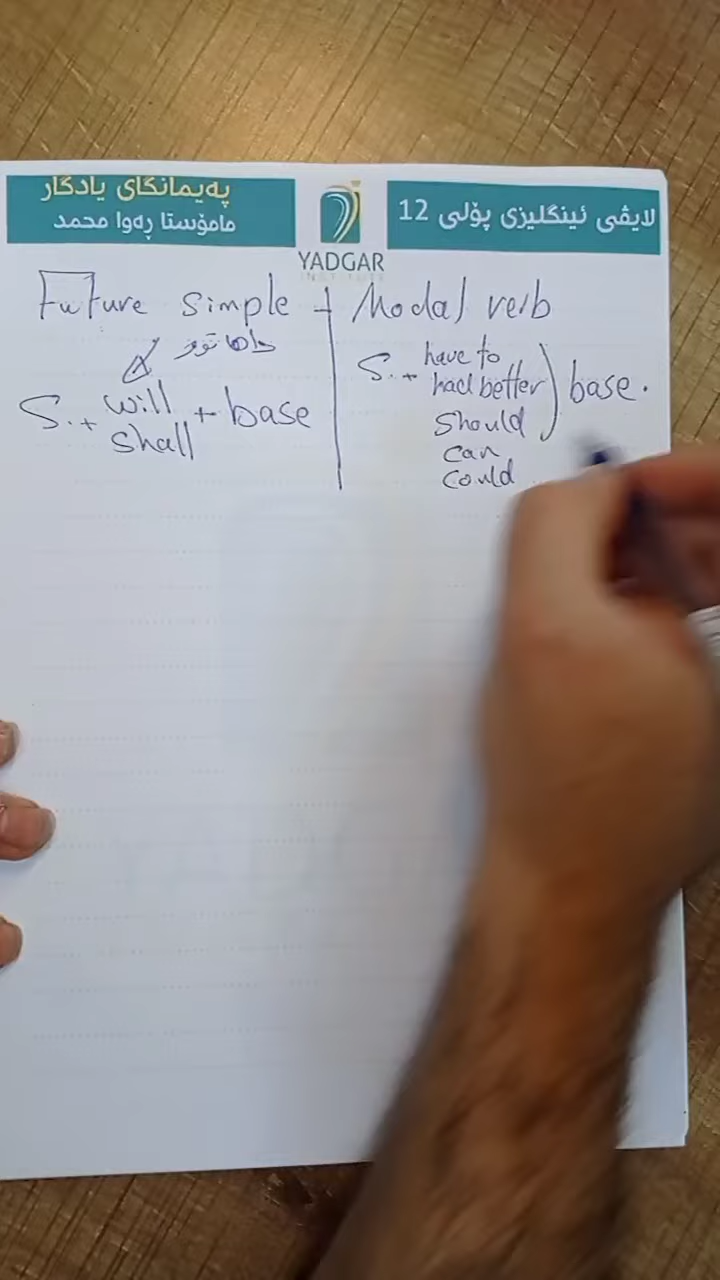 پەیمانگای یادگار
مامۆستا ڕەوا محمد
YADGAR
INSTITUTE
لایڤی ئینگلیزی پۆلی 12
Future simple + Modal verb
داهاتوو
S. + will + base
shall
S. + have to
had better
should
can
could
base.